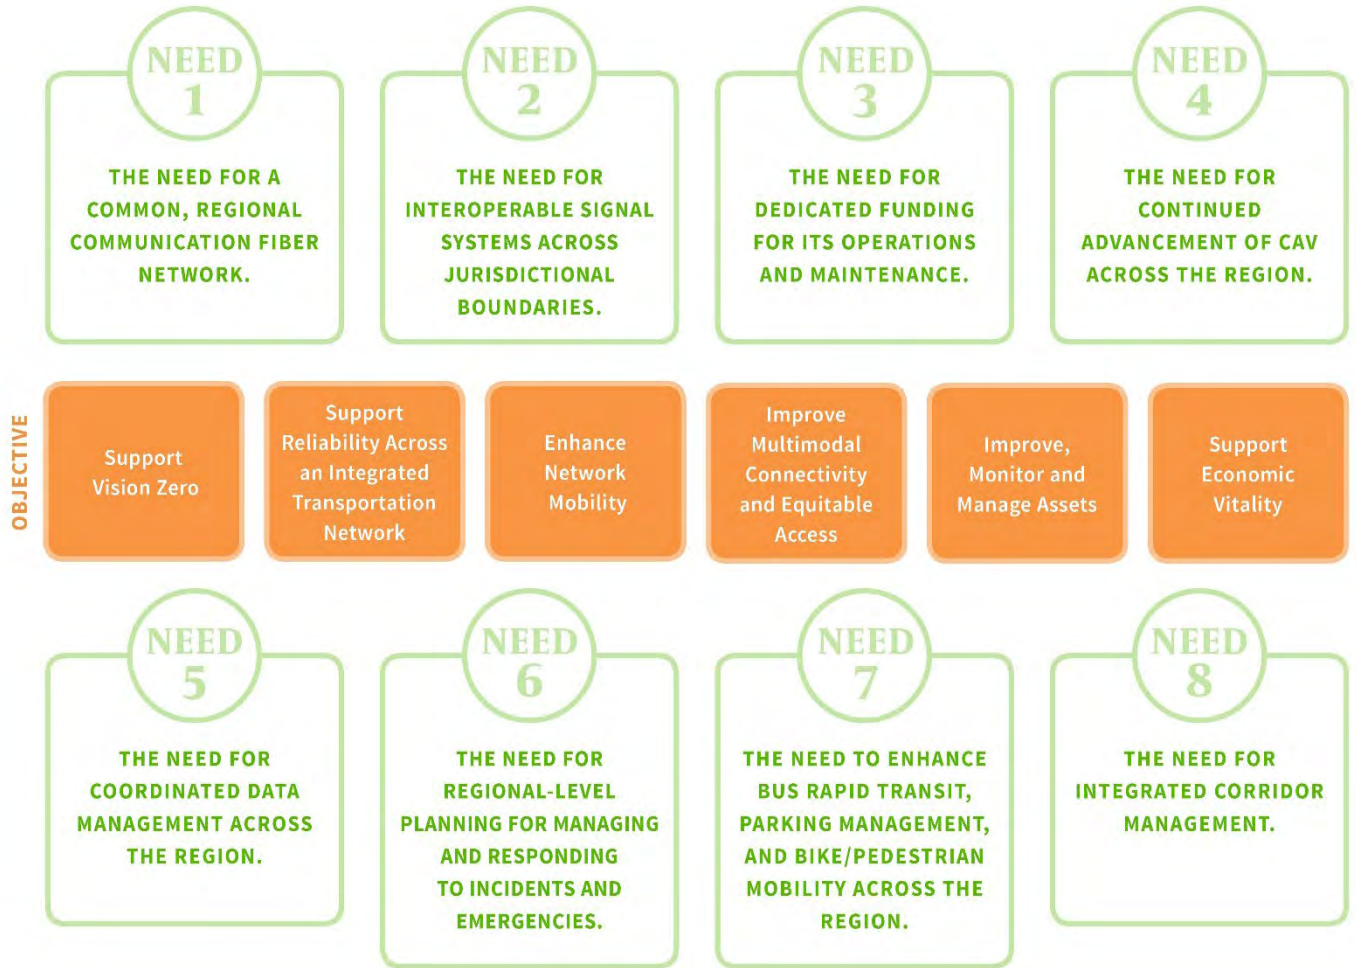 NEED
1
THE NEED FOR A
COMMON, REGIONAL
COMMUNICATION FIBER
NETWORK.
NEED
2
THE NEED FOR
INTEROPERABLE SIGNAL
SYSTEMS ACROSS
JURISDICTIONAL
BOUNDARIES.
NEED
3
THE NEED FOR
DEDICATED FUNDING
FOR ITS OPERATIONS
AND MAINTENANCE.
NEED
4
THE NEED FOR
CONTINUED
ADVANCEMENT OF CAV
ACROSS THE REGION.
OBJECTIVE
Support
Vision Zero
Support
Reliability Across
an Integrated
Transportation
Network
Enhance
Network
Mobility
Improve
Multimodal
Connectivity
and Equitable
Access
Improve,
Monitor and
Manage Assets
Support
Economic
Vitality
NEED
5
THE NEED FOR
COORDINATED DATA
MANAGEMENT ACROSS
THE REGION.
NEED
6
THE NEED FOR
REGIONAL-LEVEL
PLANNING FOR MANAGING
AND RESPONDING
TO INCIDENTS AND
EMERGENCIES.
NEED
7
THE NEED TO ENHANCE
BUS RAPID TRANSIT,
PARKING MANAGEMENT,
AND BIKE/PEDESTRIAN
MOBILITY ACROSS THE
REGION.
NEED
8
THE NEED FOR
INTEGRATED CORRIDOR
MANAGEMENT.